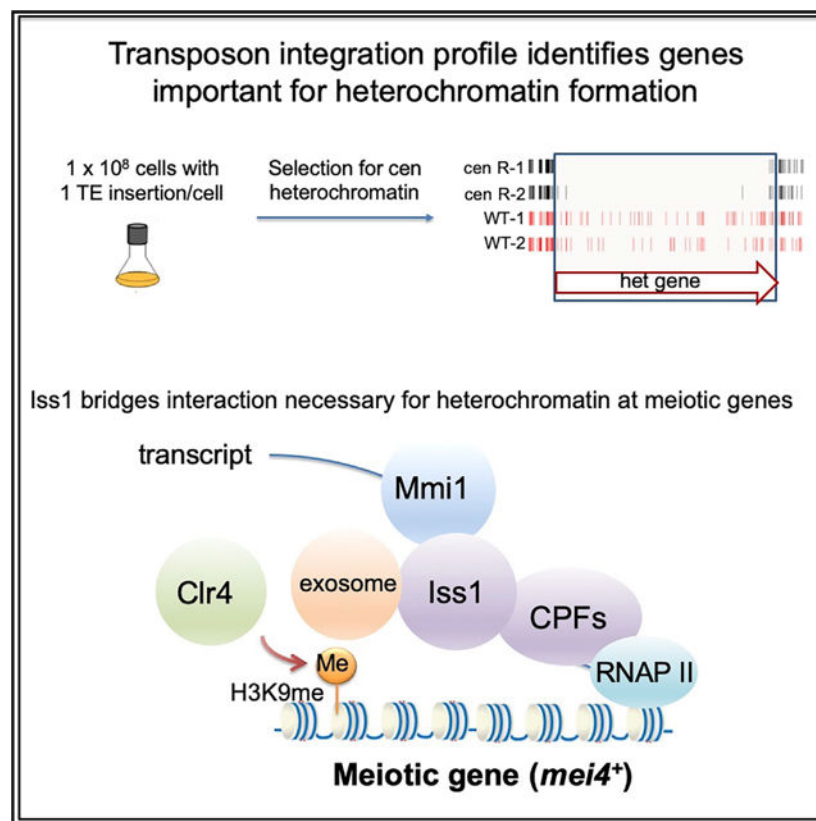 Transposon integration profile identifies genes
important for heterochromatin formation
1 x 10⁸ cells with
1 TE insertion/cell
Selection for cen
heterochromatin
cen R-1
cen R-2
WT-1
WT-2
het gene
Iss1 bridges interaction necessary for heterochromatin at meiotic genes
transcript
Mmi1
Clr4
exosome
Iss1
CPFs
RNAP II
Me
H3K9me
Meiotic gene (mei4⁺)